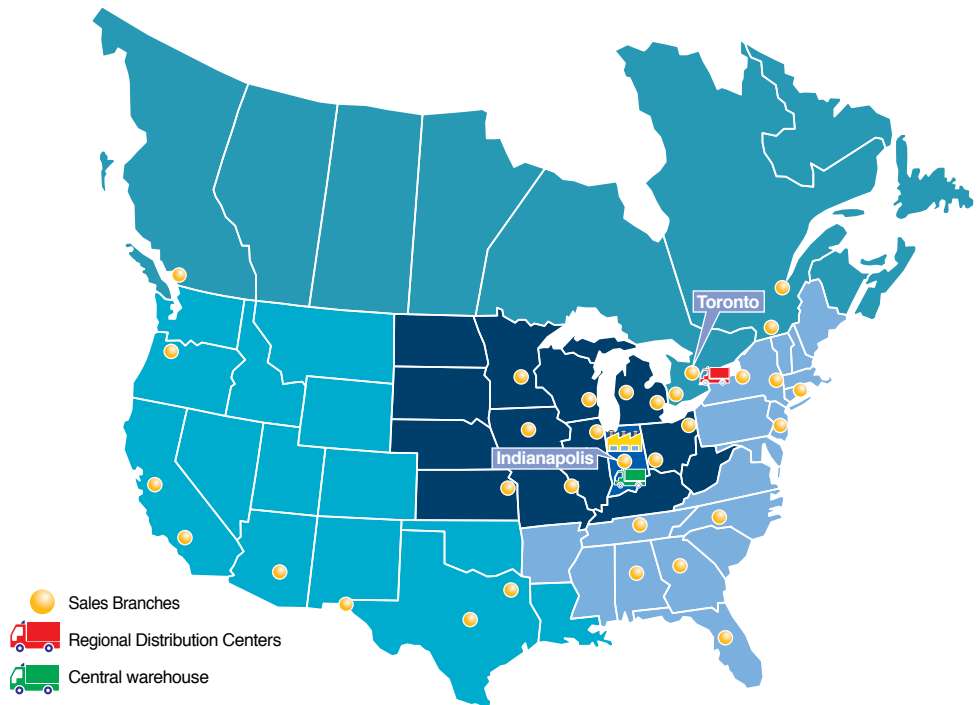 Toronto
Indianapolis
Sales Branches
Regional Distribution Centers
Central warehouse